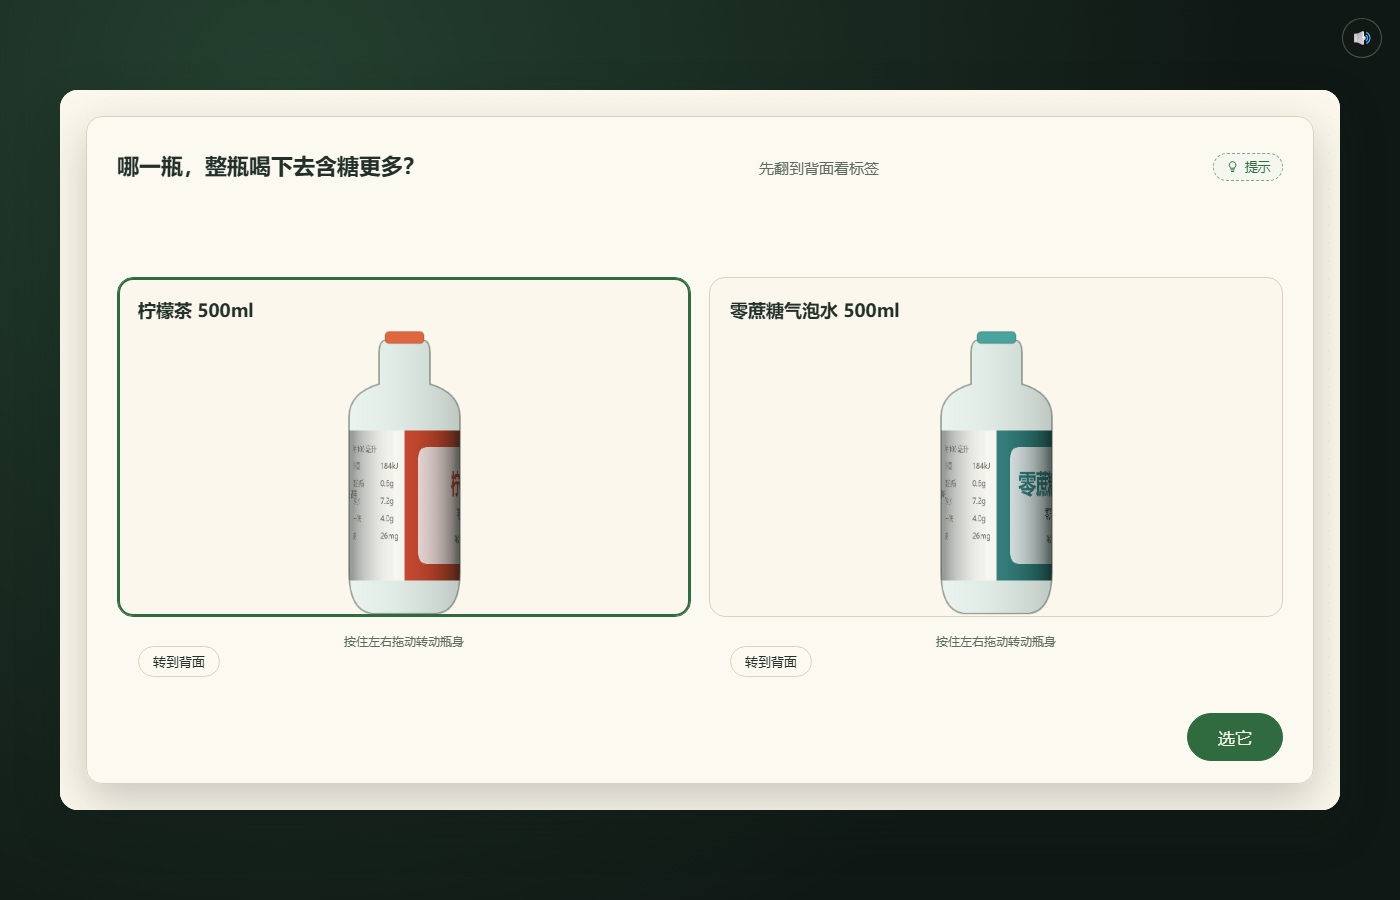 哪一瓶，整瓶喝下去含糖更多？
先翻到背面看标签
提示
柠檬茶 500ml
184kJ
0.6g
7.2g
4.0g
26mg
按住左右拖动转动瓶身
转到背面
零蔗糖气泡水 500ml
零蔗
184kJ
0.6g
7.2g
4.0g
26mg
按住左右拖动转动瓶身
转到背面
选它